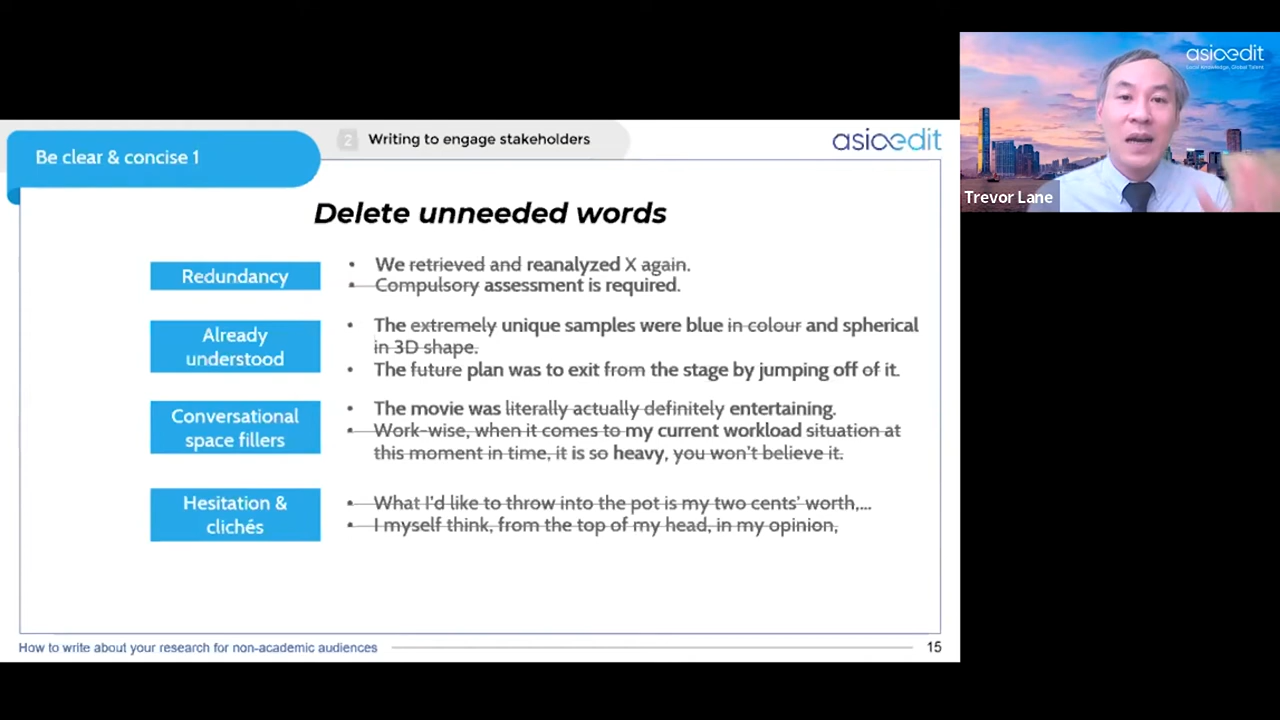 Be clear & concise 1
2 Writing to engage stakeholders
asiaedit
Delete unneeded words
Redundancy
• We retrieved and reanalyzed X again.
• Compulsory assessment is required.
Already
understood
• The extremely unique samples were blue in colour and spherical
in 3D shape.
• The future plan was to exit from the stage by jumping off of it.
Conversational
space fillers
• The movie was literally actually definitely entertaining.
• Work-wise, when it comes to my current workload situation at
this moment in time, it is so heavy, you won't believe it.
Hesitation &
clichés
• What I'd like to throw into the pot is my two cents' worth,...
• I myself think, from the top of my head, in my opinion,
How to write about your research for non-academic audiences
15
asiaedit
Local Knowledge, Global Talent
Trevor Lane